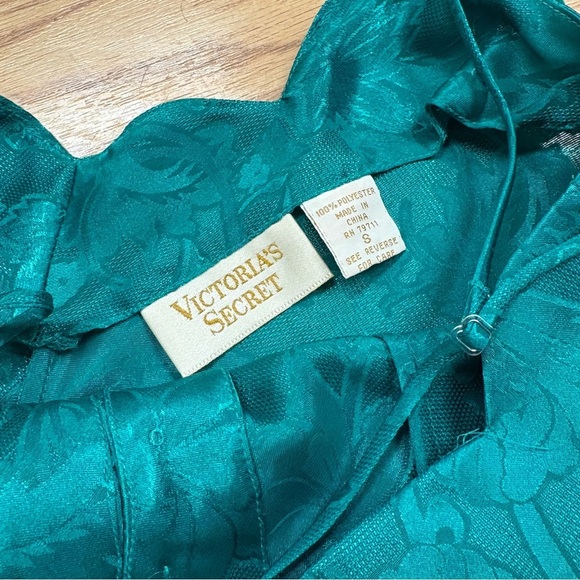 VICTORIA'S
SECRET
100% POLYESTER
MADE IN
CHINA
RN 79711
S
SEE REVERSE
FOR CARE